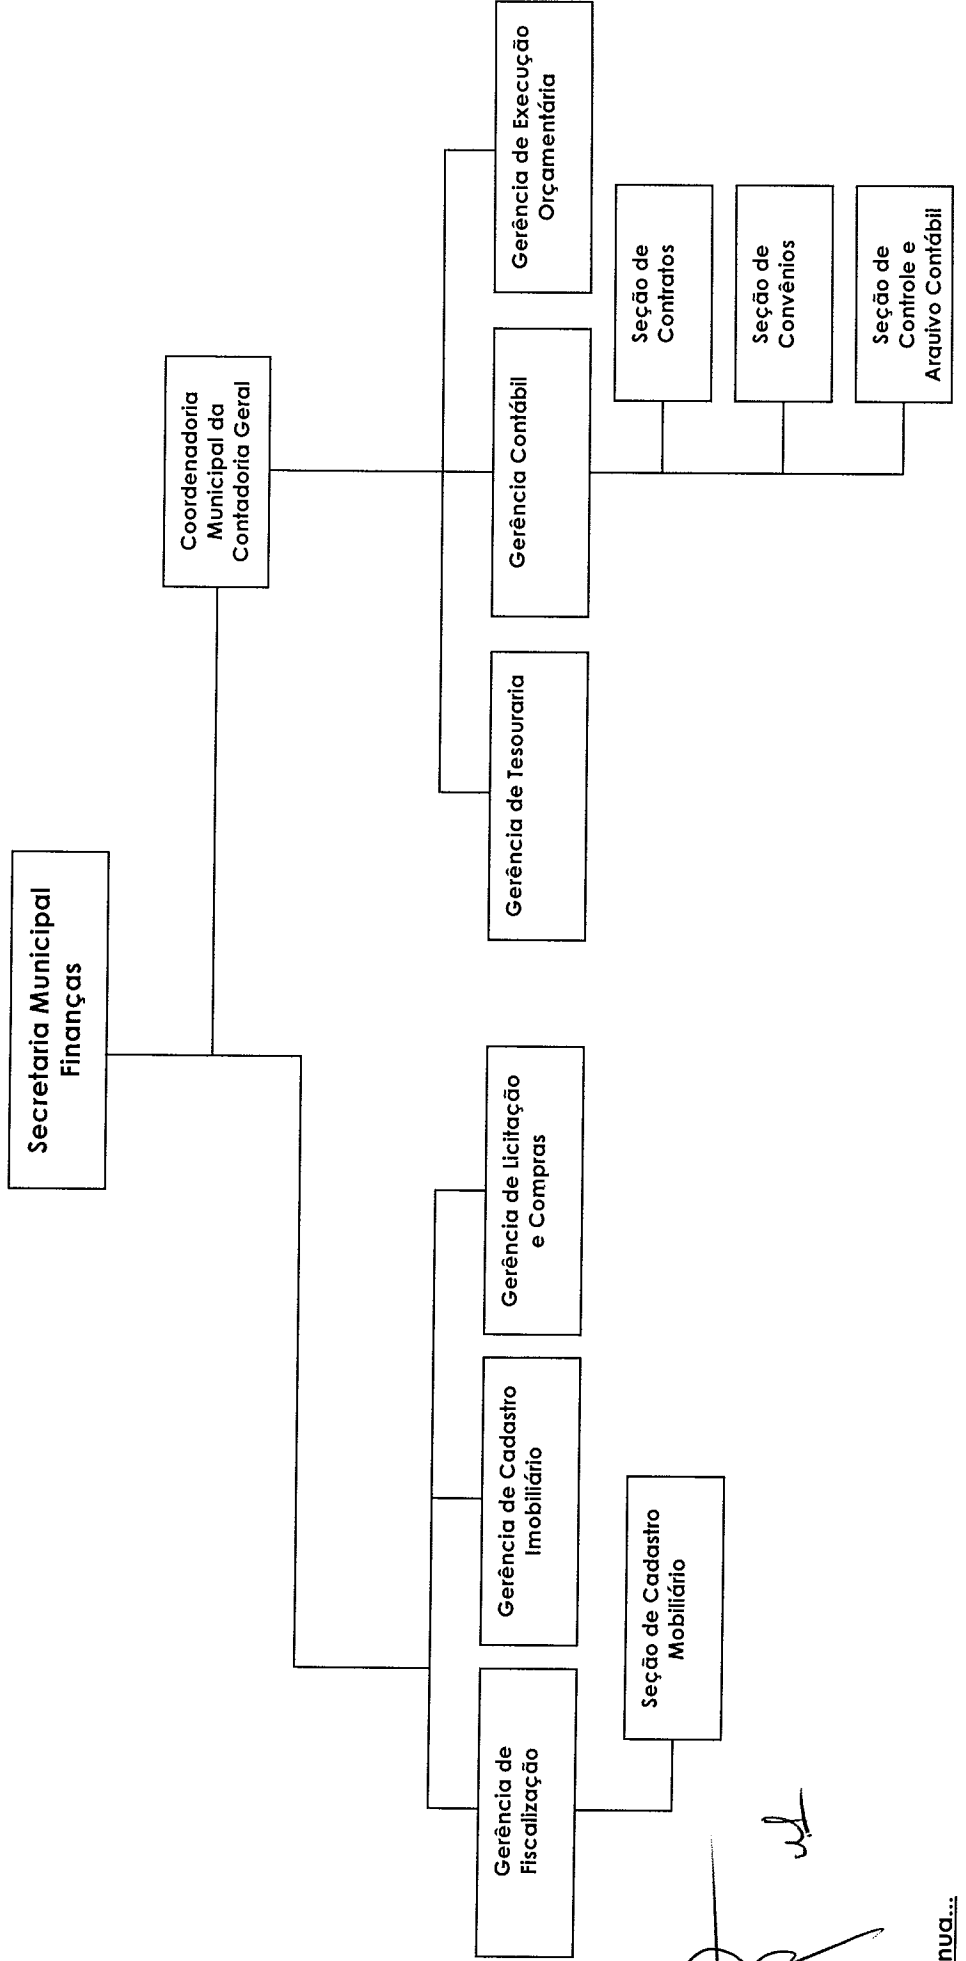 Secretaria Municipal
Finanças
Coordenadoria
Municipal da
Contadoria Geral
Gerência de
Fiscalização
Gerência de Cadastro
Imobiliário
Gerência de Licitação
e Compras
Gerência de Tesouraria
Gerência Contábil
Gerência de Execução
Orçamentária
Seção de Cadastro
Mobiliário
Seção de
Contratos
Seção de
Convênios
Seção de
Controle e
Arquivo Contábil
nua...